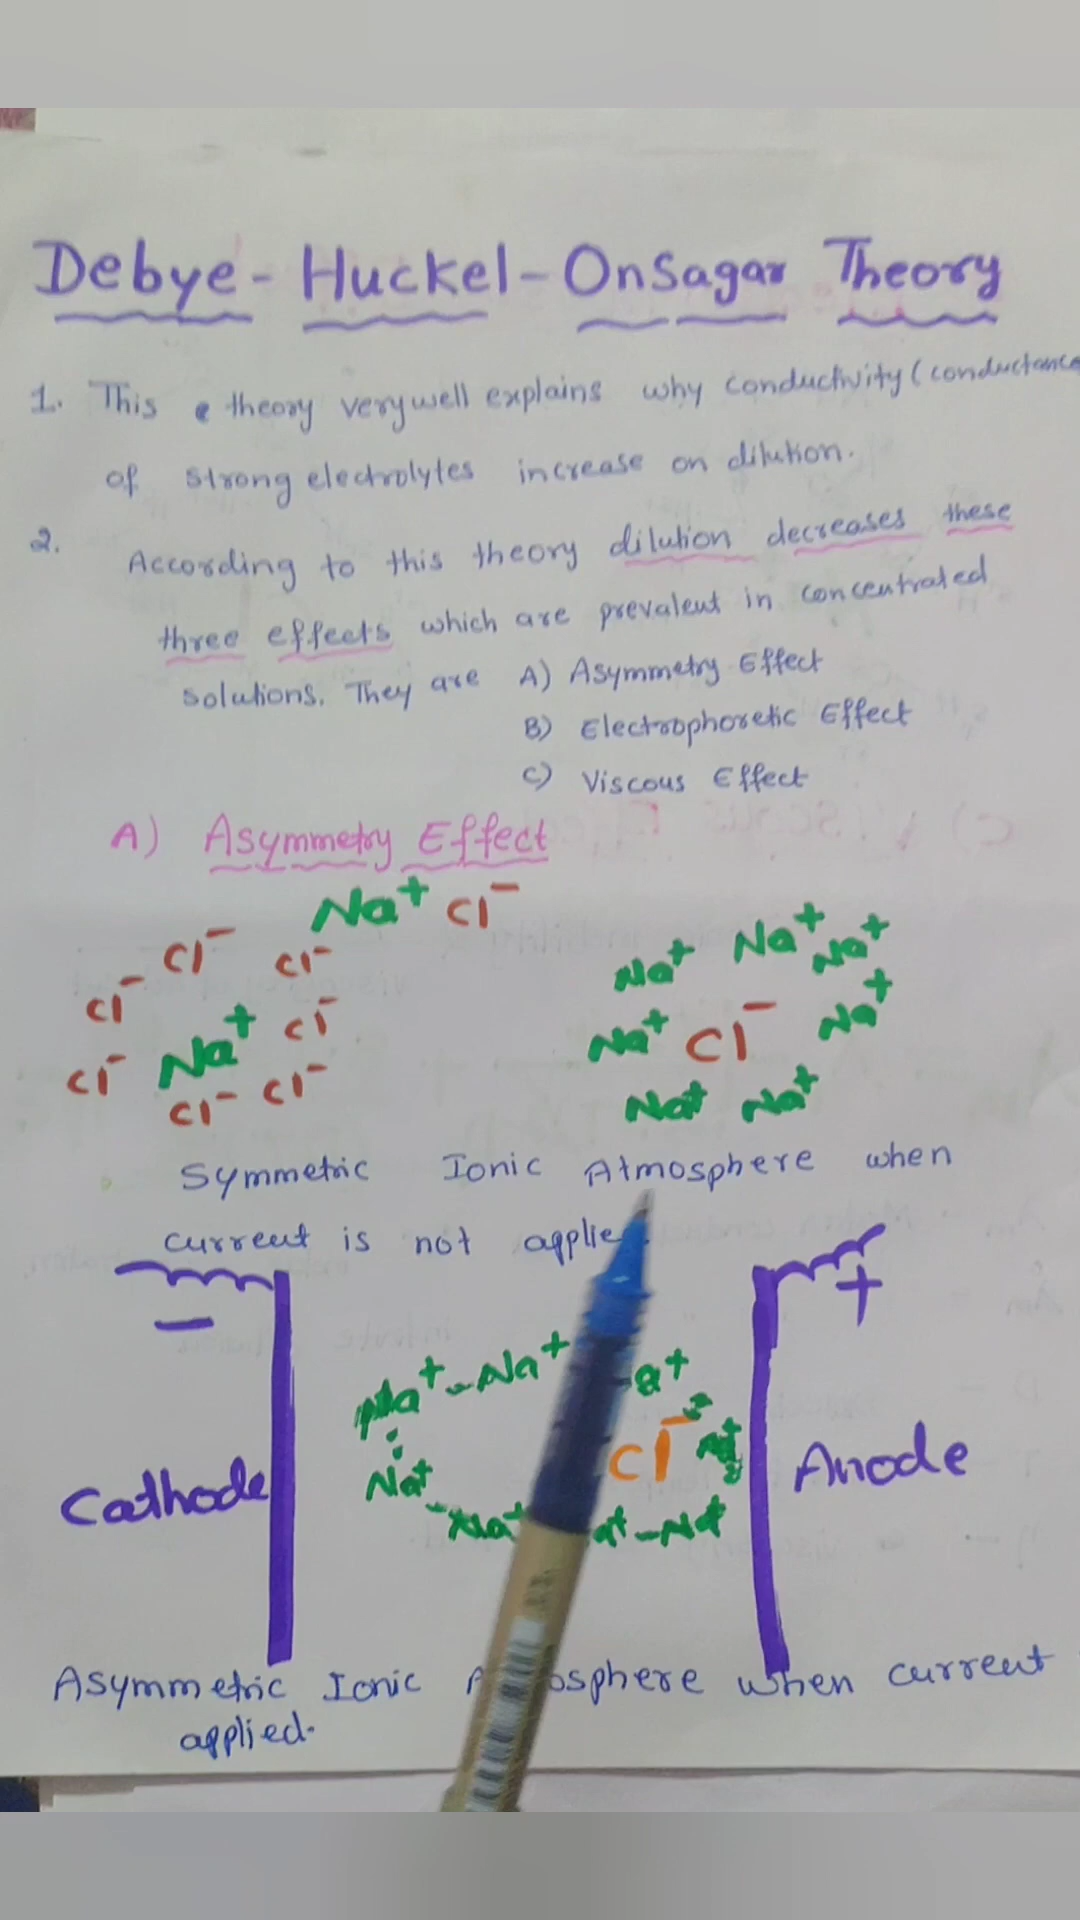 Debye-Huckel-Onsagar Theory
1. This theory very well explains why conductivity (conductance
of strong electrolytes increase on dilution.
2. According to this theory dilution decreases these
three effects which are prevalent in concentrated
solutions. They are A) Asymmetry Effect
B) Electrophoretic Effect
C) Viscous Effect
A) Asymmetry Effect
Na+ Cl-
Cl- Cl- Na+ Na+ Na+
Cl- Na+ Cl- Na+ Cl- Na+
Cl- Cl- Cl- Na+ Na+
Symmetric Ionic Atmosphere when
current is not applied
- +
Na+ - Na+ a+
Cl-
Cathode Na+ Anode
Na+ a+ - Na+
Asymmetric Ionic osphere when current
applied.